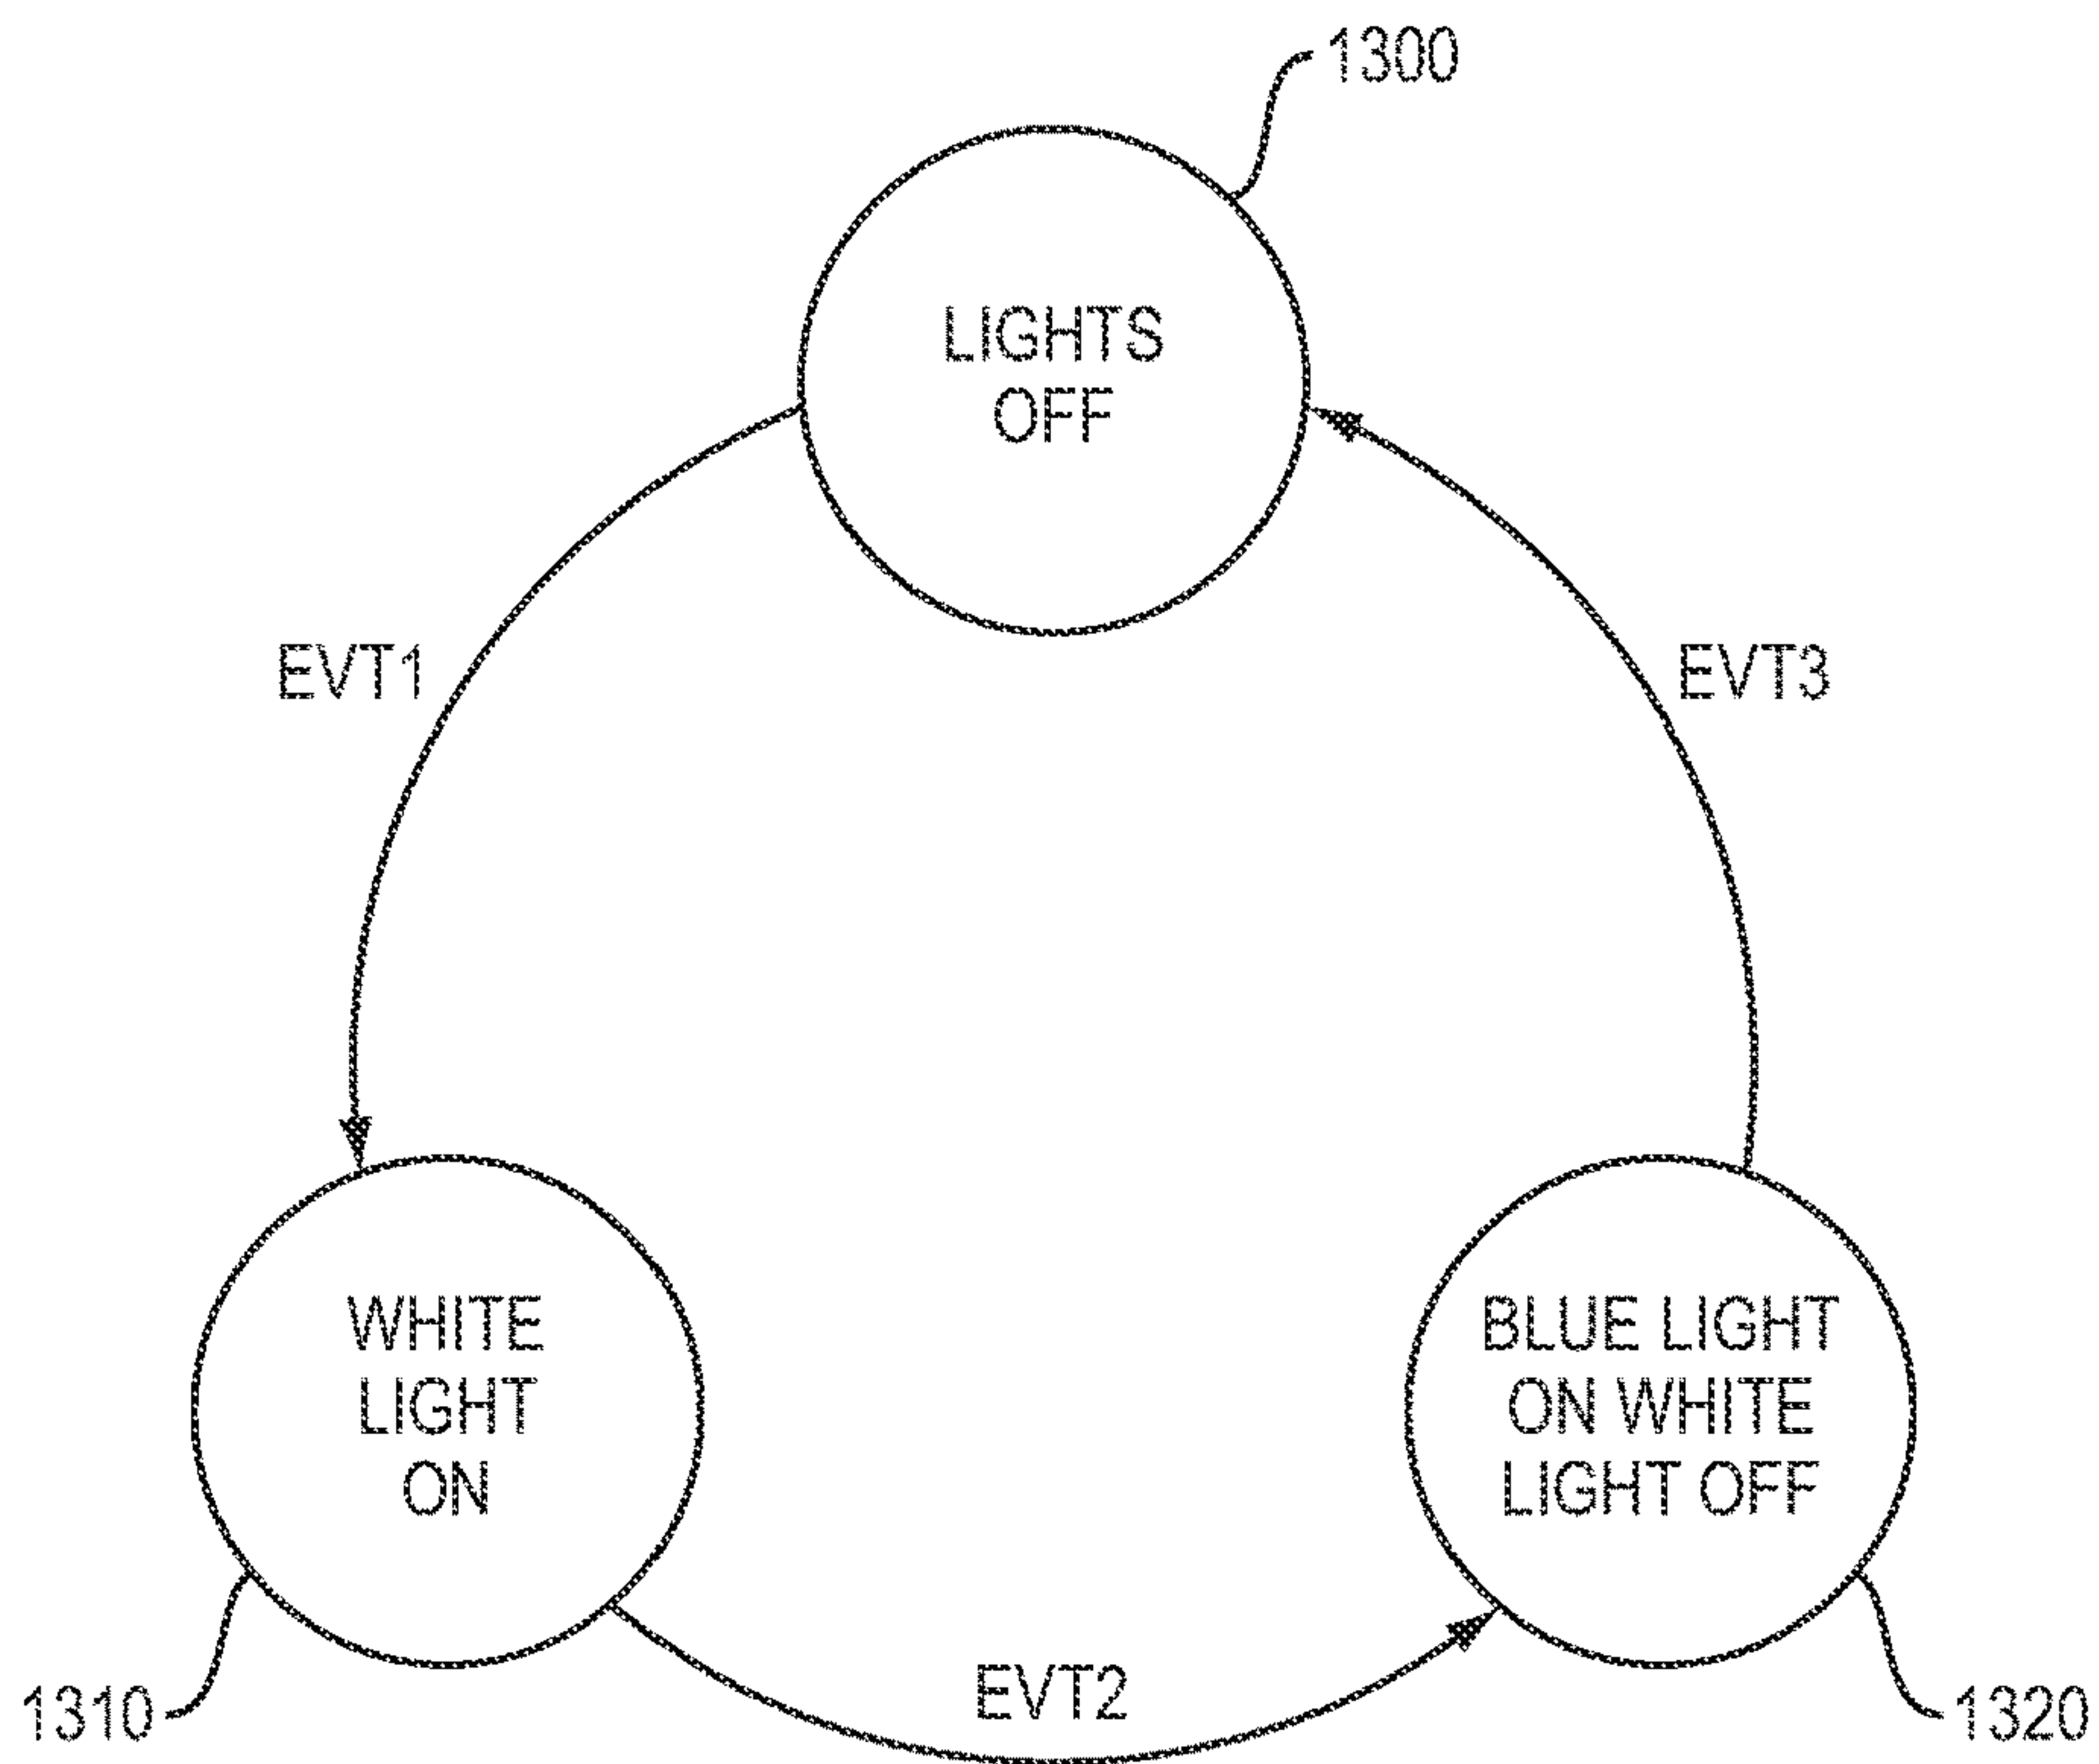 1300
LIGHTS
OFF
EVT1
EVT3
WHITE
LIGHT
ON
BLUE LIGHT
ON WHITE
LIGHT OFF
1310
EVT2
1320